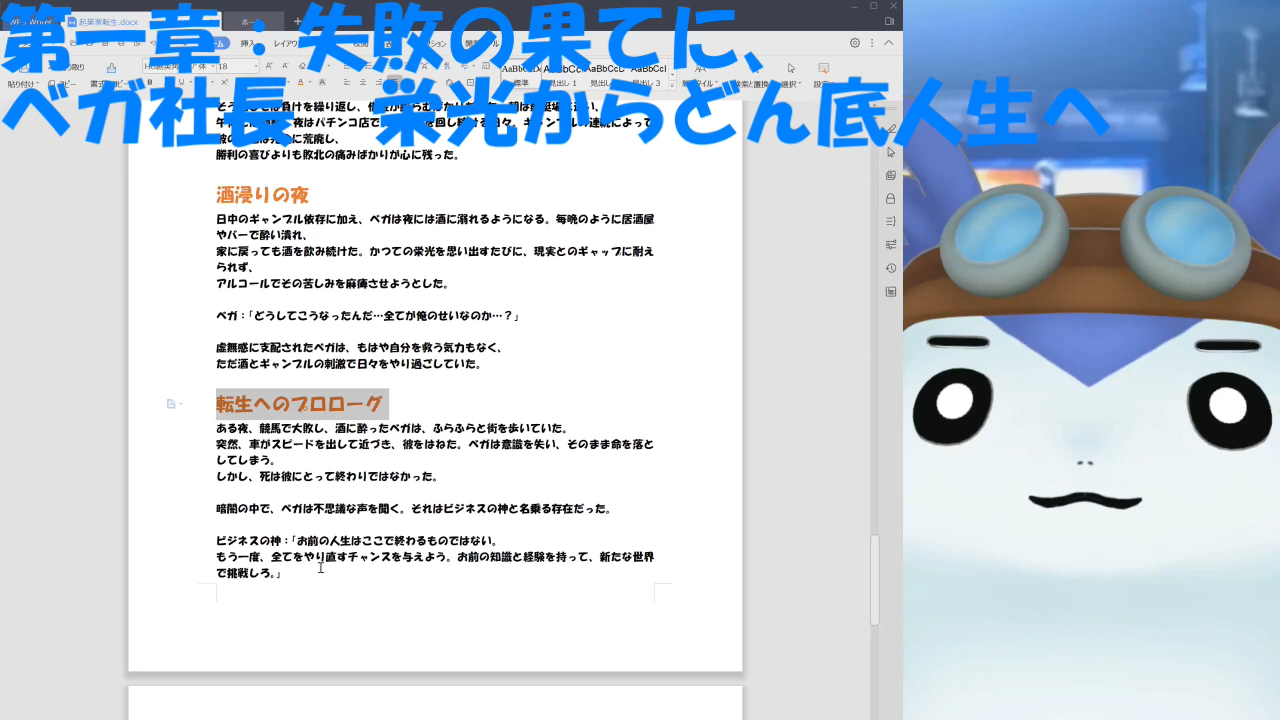 第一章：失敗の果てに、
ベガ社長、栄光からどん底人生へ
起業家転生.docx
挿入
標準
見出し 1
見出し 3
勝利の喜びよりも敗北の痛みばかりが心に残った。
酒浸りの夜
日中のギャンブル依存に加え、ベガは夜には酒に溺れるようになる。毎晩のように居酒屋
やバーで酔い潰れ、
家に戻っても酒を飲み続けた。かつての栄光を思い出すたびに、現実とのギャップに耐え
られず、
アルコールでその苦しみを麻痺させようとした。
ベガ：「どうしてこうなったんだ…全てが俺のせいなのか…？」
虚無感に支配されたベガは、もはや自分を救う気力もなく、
ただ酒とギャンブルの刺激で日々をやり過ごしていた。
転生へのプロローグ
ある夜、競馬で大敗し、酒に酔ったベガは、ふらふらと街を歩いていた。
突然、車がスピードを出して近づき、彼をはねた。ベガは意識を失い、そのまま命を落と
してしまう。
しかし、死は彼にとって終わりではなかった。
暗闇の中で、ベガは不思議な声を聞く。それはビジネスの神と名乗る存在だった。
ビジネスの神：「お前の人生はここで終わるものではない。
もう一度、全てをやり直すチャンスを与えよう。お前の知識と経験を持って、新たな世界
で挑戦しろ。」